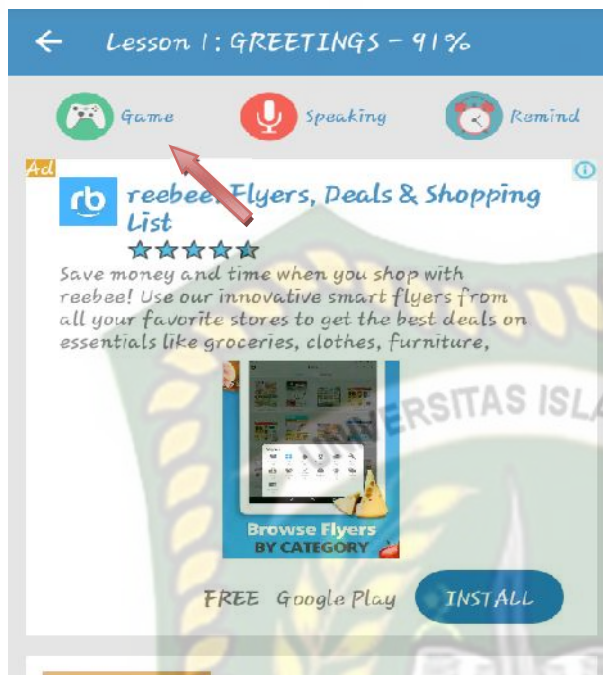 Lesson 1: GREETINGS - 91%
Game Speaking Remind
Ad
rb
reebee: Flyers, Deals & Shopping
List
Save money and time when you shop with
reebee! Use our innovative smart flyers from
all your favorite stores to get the best deals on
essentials like groceries, clothes, furniture,
UNIVERSITAS ISLA
Browse Flyers
BY CATEGORY
FREE Google Play INSTALL